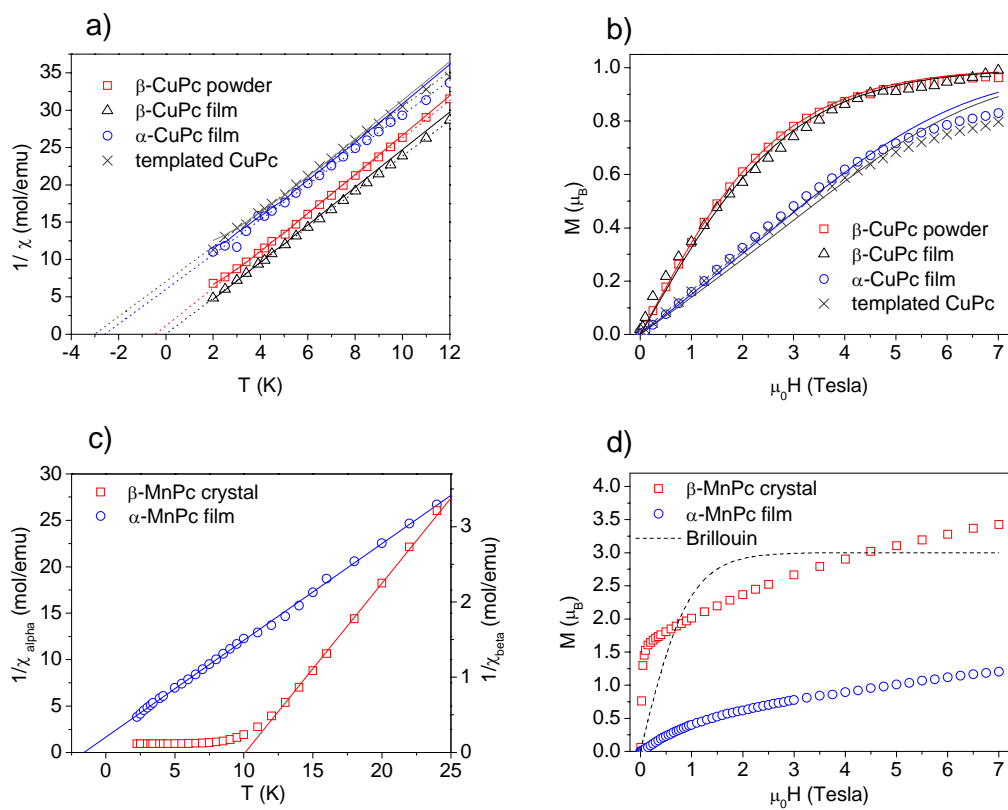 a)
1/ χ (mol/emu)
35
30
25
20
15
10
5
0
β-CuPc powder
β-CuPc film
α-CuPc film
templated CuPc
-4 -2 0 2 4 6 8 10 12
T (K)
b)
M (μB)
1.0
0.8
0.6
0.4
0.2
0.0
β-CuPc powder
β-CuPc film
α-CuPc film
templated CuPc
0 1 2 3 4 5 6 7
μ0H (Tesla)
c)
1/χ alpha (mol/emu)
30
25
20
15
10
5
0
β-MnPc crystal
α-MnPc film
3
2
1
0
1/χbeta (mol/emu)
0 5 10 15 20 25
T (K)
d)
M (μB)
4.0
3.5
3.0
2.5
2.0
1.5
1.0
0.5
0.0
β-MnPc crystal
α-MnPc film
Brillouin
0 1 2 3 4 5 6 7
μ0H (Tesla)